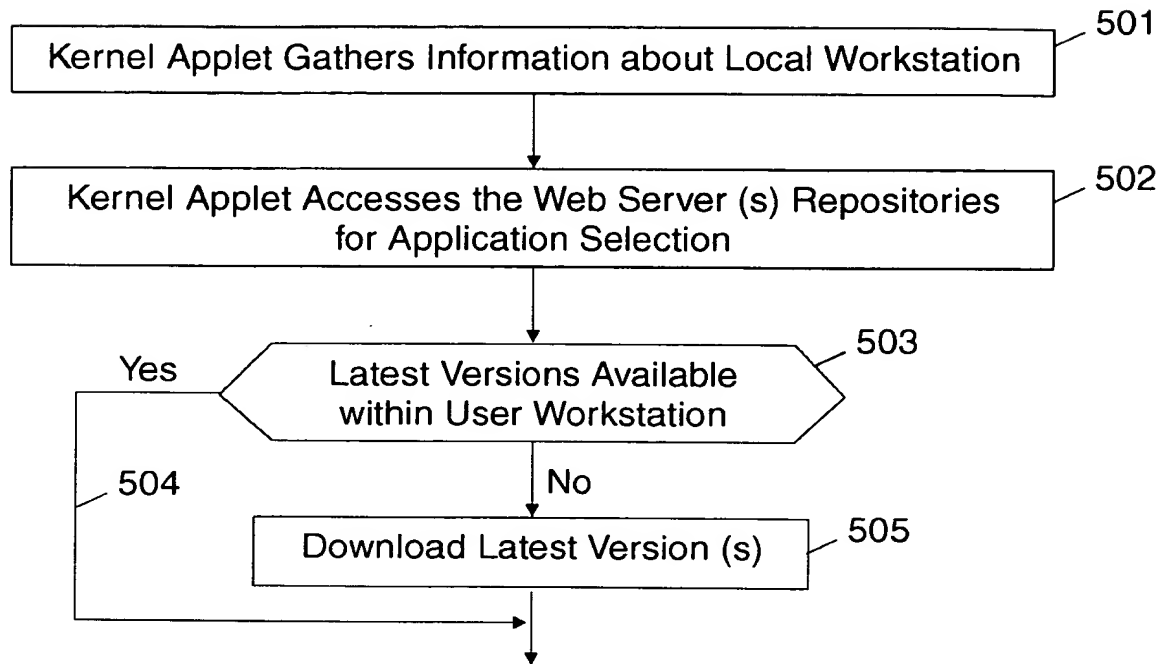 501
Kernel Applet Gathers Information about Local Workstation
502
Kernel Applet Accesses the Web Server (s) Repositories
for Application Selection
503
Yes
Latest Versions Available
within User Workstation
504
No
505
Download Latest Version (s)